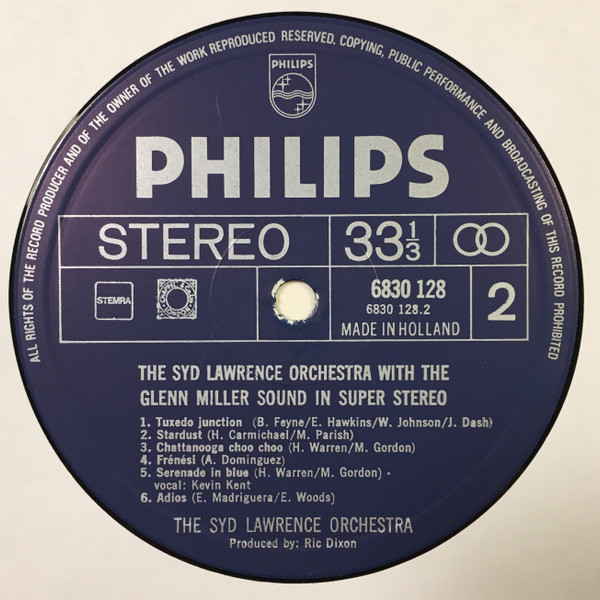 ALL RIGHTS OF THE RECORD PRODUCER AND OF THE OWNER OF THE WORK REPRODUCED RESERVED. COPYING, PUBLIC PERFORMANCE AND BROADCASTING OF THIS RECORD PROHIBITED
PHILIPS
PHILIPS
STEREO 33⅓
STEMRA
6830 128
6830 128.2
MADE IN HOLLAND
2
THE SYD LAWRENCE ORCHESTRA WITH THE
GLENN MILLER SOUND IN SUPER STEREO
1. Tuxedo junction (B. Feyne/E. Hawkins/W. Johnson/J. Dash)
2. Stardust (H. Carmichael/M. Parish)
3. Chattanooga choo choo (H. Warren/M. Gordon)
4. Frénési (A. Dominguez)
5. Serenade in blue (H. Warren/M. Gordon) -
vocal: Kevin Kent
6. Adios (E. Madriguera/E. Woods)
THE SYD LAWRENCE ORCHESTRA
Produced by: Ric Dixon